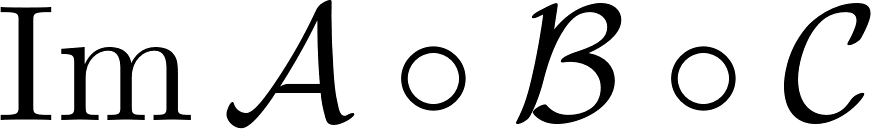 Im 𝒜 ∘ ℬ ∘ 𝒞